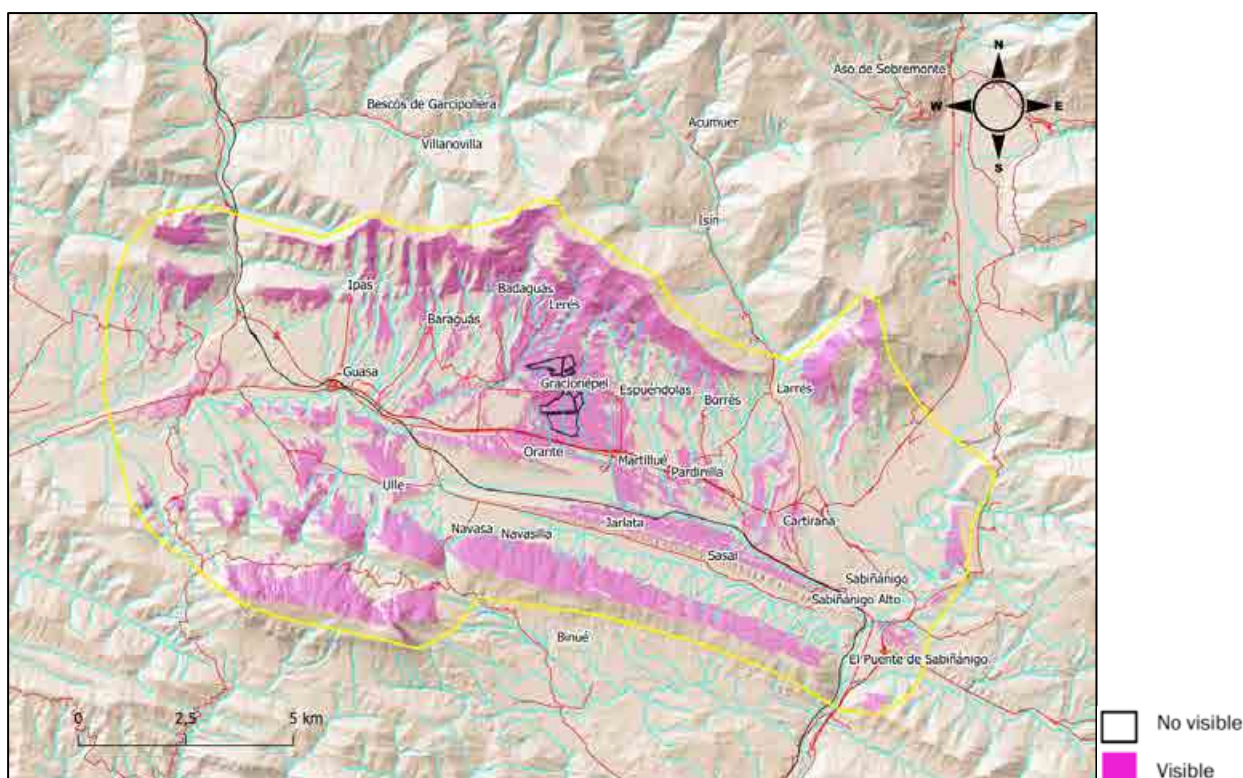 N
Aso de Sobremonte
W
E
Bescós de Garcipollera
Acumuer
Villanovilla
S
Isín
Ipas
Badaguás
Lerés
Baraguás
Guasa
Gracionépel
Espuéndolas
Borrés
Larrés
Orante
Martillué
Pardinilla
Ulle
Jarlata
Cartirana
Navasa
Navasilla
Sasal
Sabiñánigo
Sabiñánigo Alto
Binué
El Puente de Sabiñánigo
0
2,5
5 km
No visible
Visible